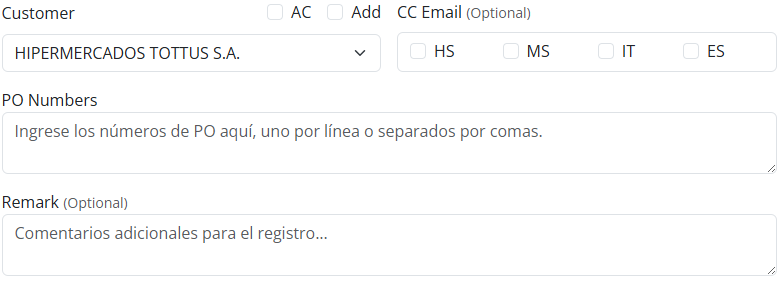 Customer AC Add CC Email (Optional)
HIPERMERCADOS TOTTUS S.A. HS MS IT ES
PO Numbers
Ingrese los números de PO aquí, uno por línea o separados por comas.
Remark (Optional)
Comentarios adicionales para el registro...